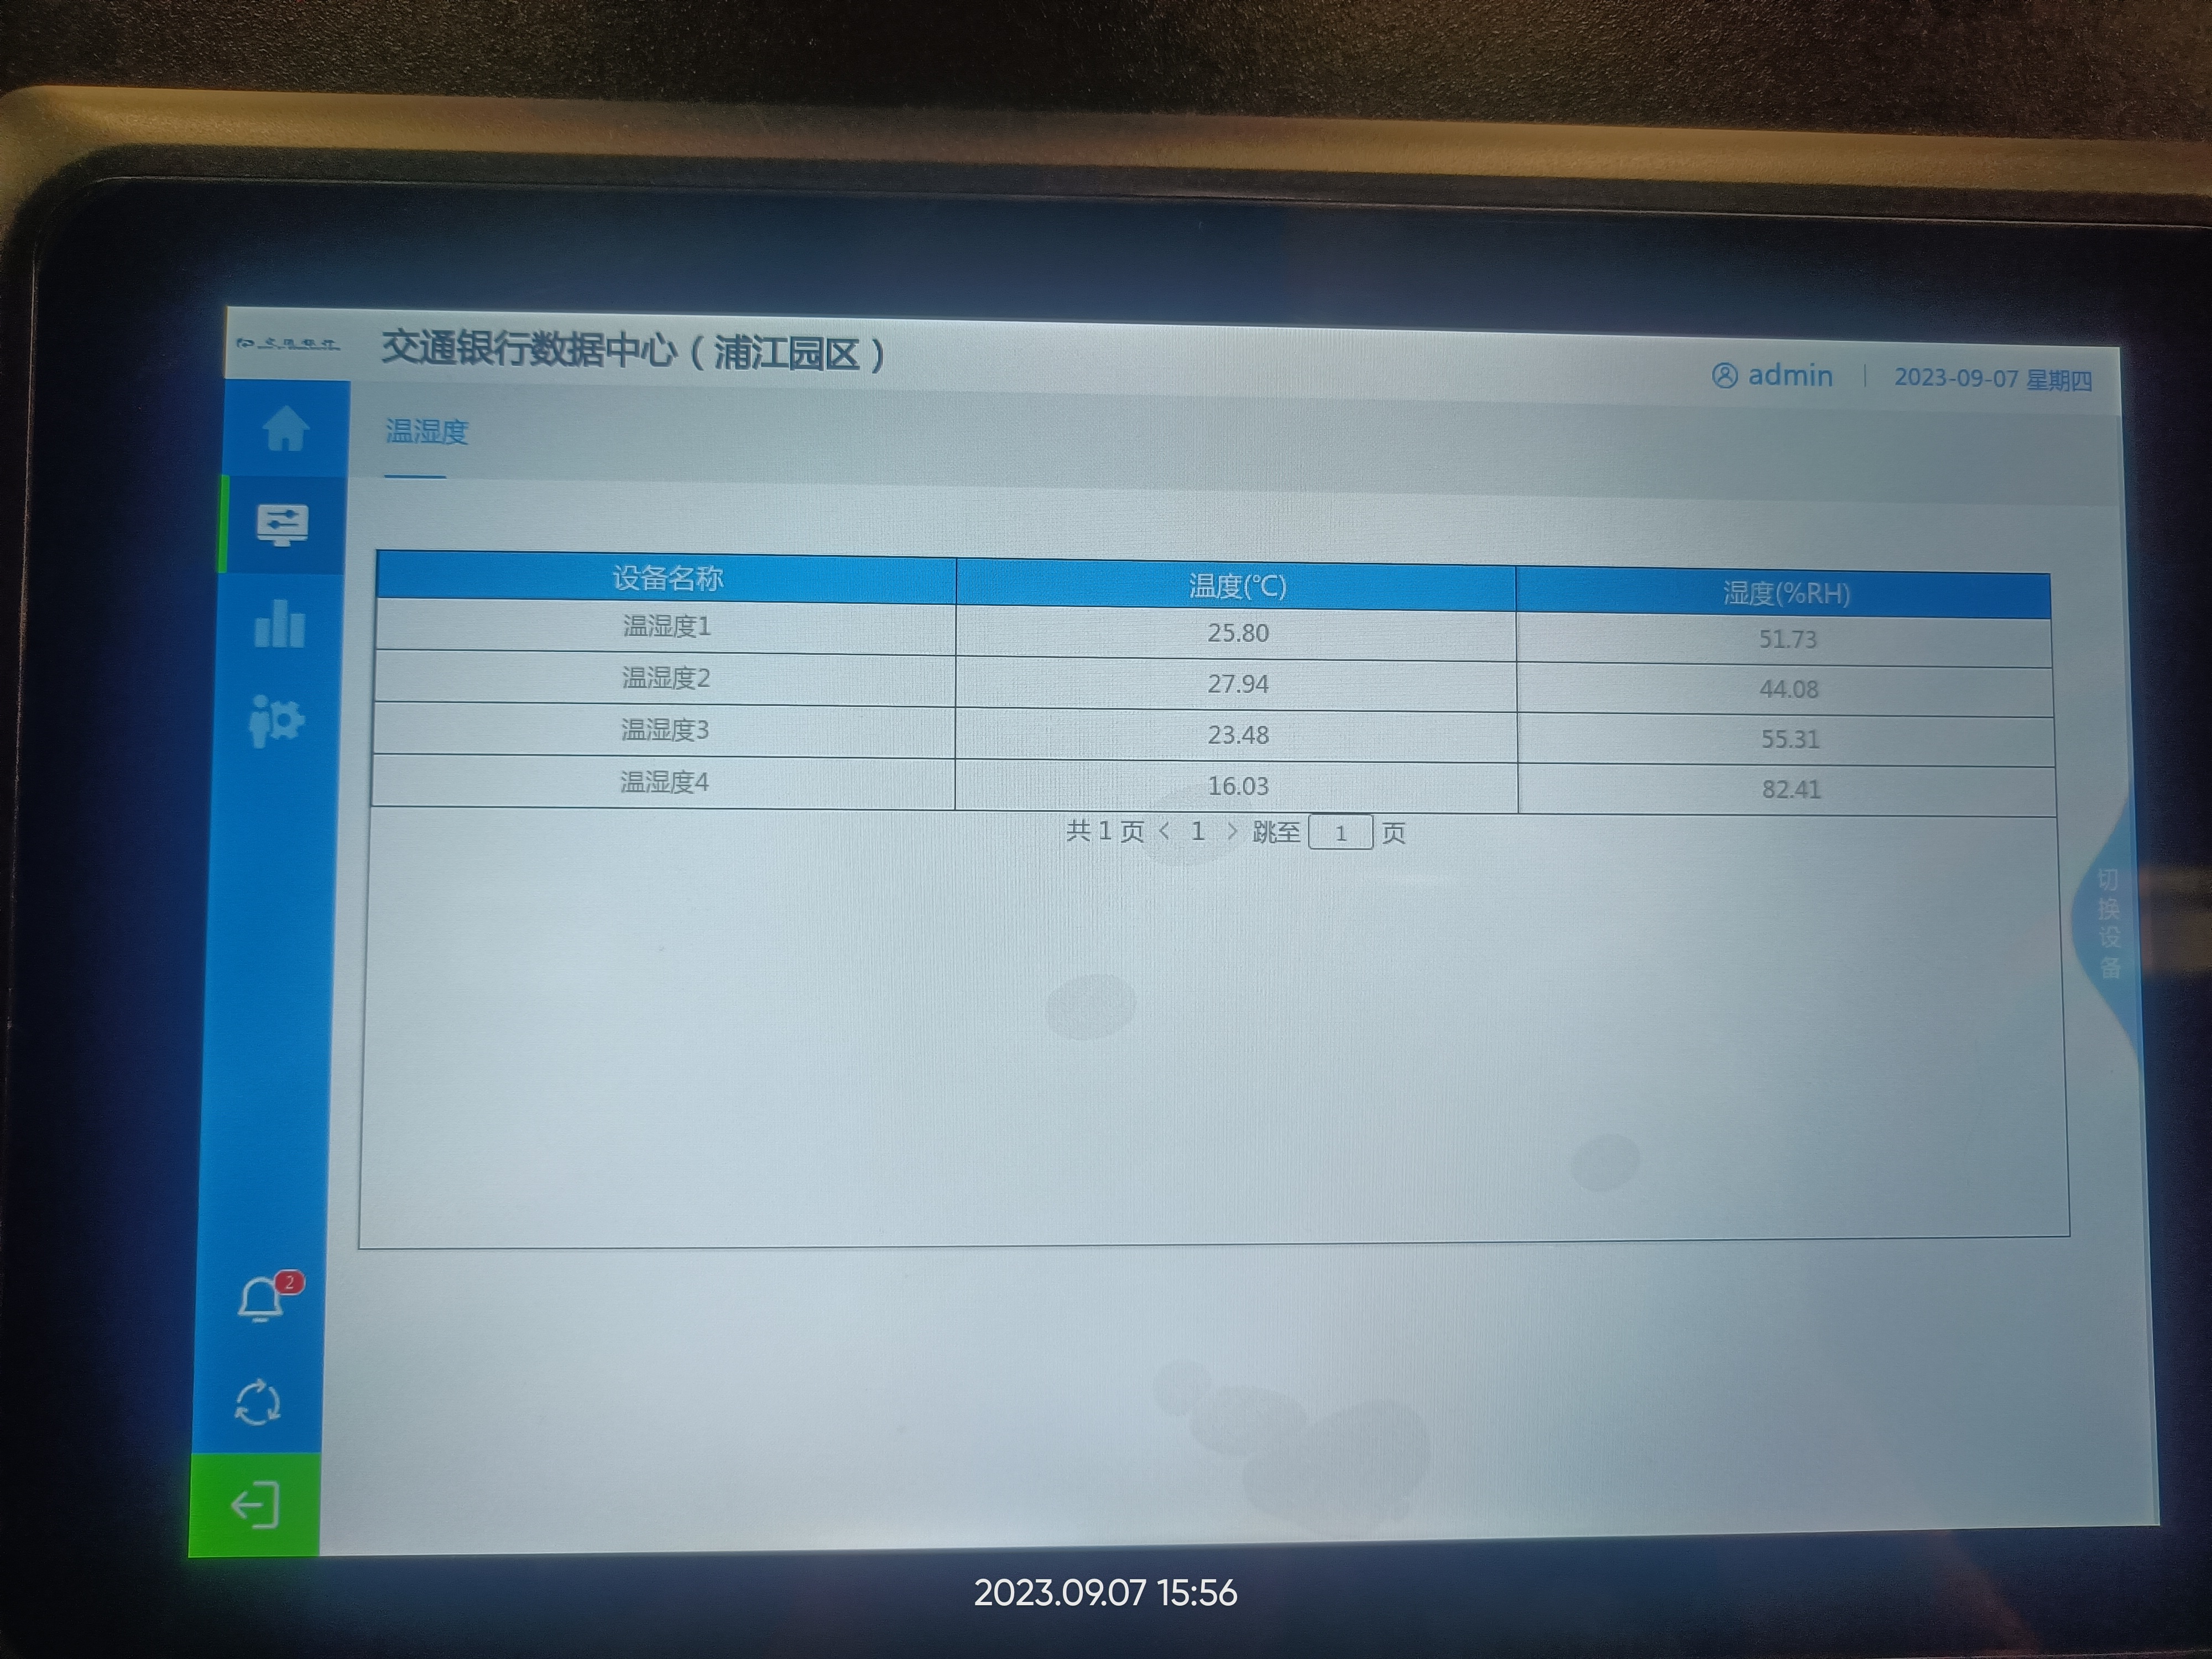 交通银行
交通银行数据中心（浦江园区）
admin | 2023-09-07 星期四
温湿度
设备名称 温度(℃) 湿度(%RH)
温湿度1 25.80 51.73
温湿度2 27.94 44.08
温湿度3 23.48 55.31
温湿度4 16.03 82.41
共 1 页 < 1 > 跳至 1 页
切换设备
2
2023.09.07 15:56